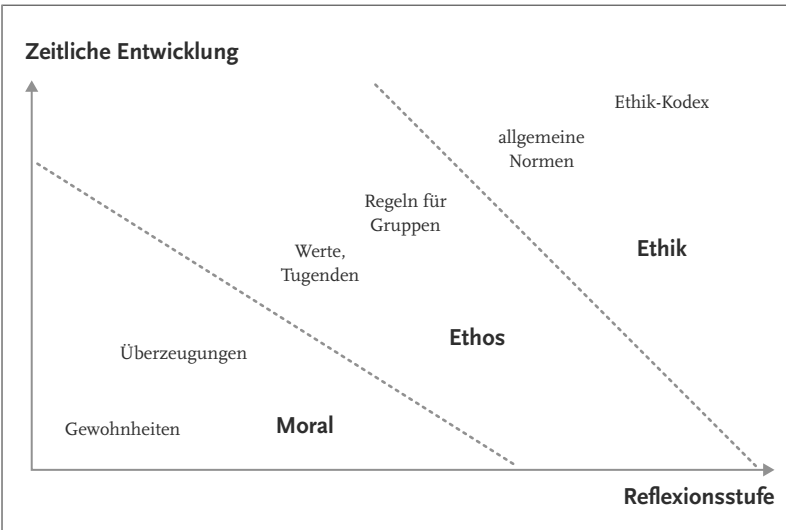 Zeitliche Entwicklung
Ethik-Kodex
allgemeine
Normen
Regeln für
Gruppen
Werte,
Tugenden
Ethik
Ethos
Überzeugungen
Gewohnheiten
Moral
Reflexionsstufe